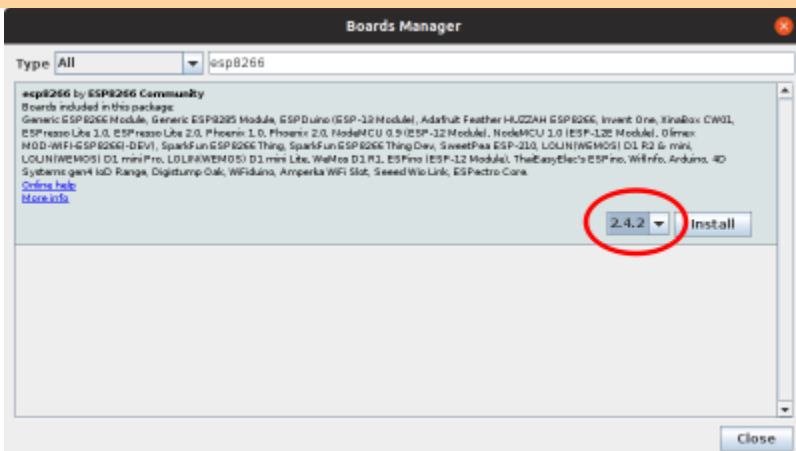 Boards Manager
Type All esp8266
esp8266 by ESP8266 Community
Boards included in this package:
Generic ESP8266 Module, Generic ESP8285 Module, ESPDuino (ESP-13 Module), Adafruit Feather HUZZAH ESP8266, Invent One, XinaBox CW01,
ESPresso Lite 1.0, ESPresso Lite 2.0, Phoenix 1.0, Phoenix 2.0, NodeMCU 0.9 (ESP-12 Module), NodeMCU 1.0 (ESP-12E Module), Olimex
MOD-WIFI-ESP8266(-DEV), SparkFun ESP8266 Thing, SparkFun ESP8266 Thing Dev, SweetPea ESP-210, LOLIN(WEMOS) D1 R2 & mini,
LOLIN(WEMOS) D1 mini Pro, LOLIN(WEMOS) D1 mini Lite, WeMos D1 R1, ESPino (ESP-12 Module), ThaiEasyElec's ESPino, WifInfo, Arduino, 4D
Systems gen4 IoD Range, Digistump Oak, WiFiduino, Amperka WiFi Slot, Seeed Wio Link, ESPectro Core.
Online help
More info
2.4.2 Install
Close